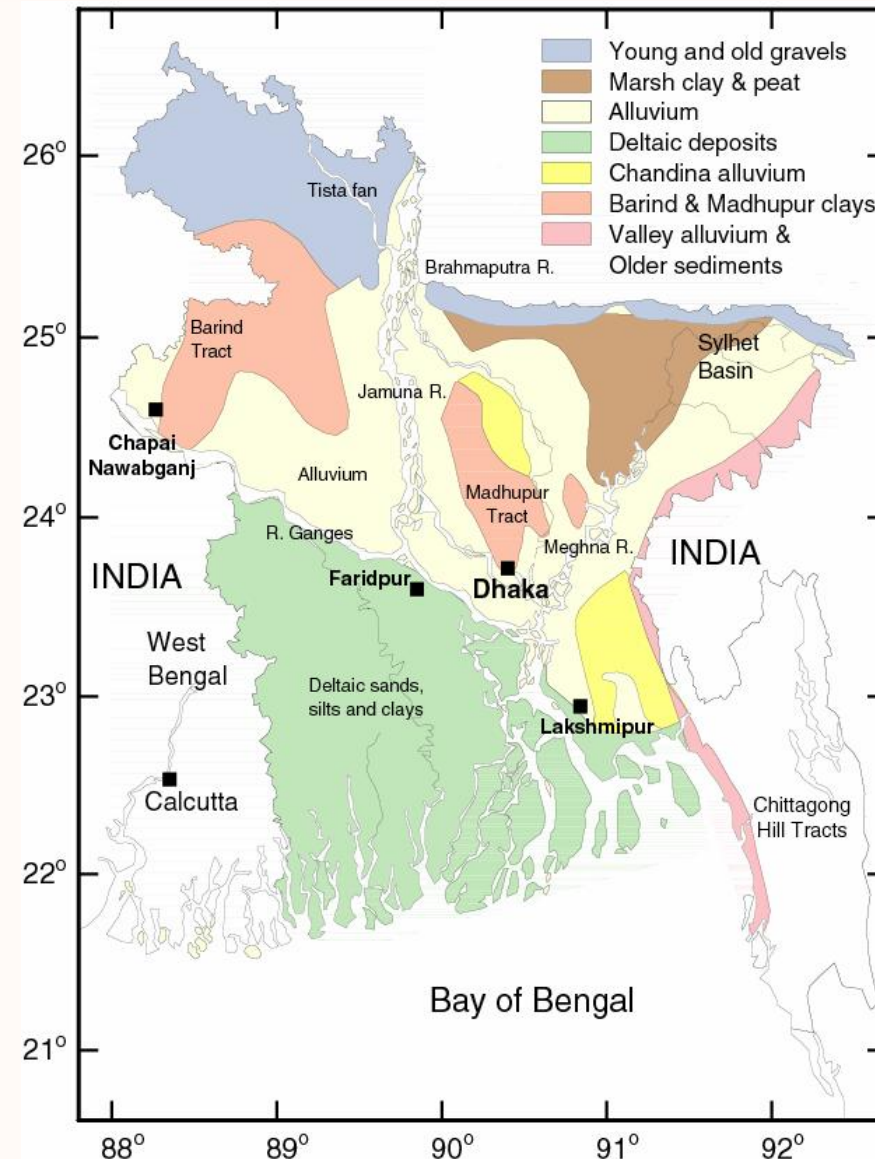 Young and old gravels
Marsh clay & peat
Alluvium
Deltaic deposits
Chandina alluvium
Barind & Madhupur clays
Valley alluvium &
Older sediments
26°
25°
24°
23°
22°
21°
Tista fan
Brahmaputra R.
Barind
Tract
Sylhet
Basin
Jamuna R.
Chapai
Nawabganj
Alluvium
Madhupur
Tract
R. Ganges
Meghna R.
INDIA
INDIA
Faridpur
Dhaka
West
Bengal
Deltaic sands,
silts and clays
Lakshmipur
Calcutta
Chittagong
Hill Tracts
Bay of Bengal
88°
89°
90°
91°
92°